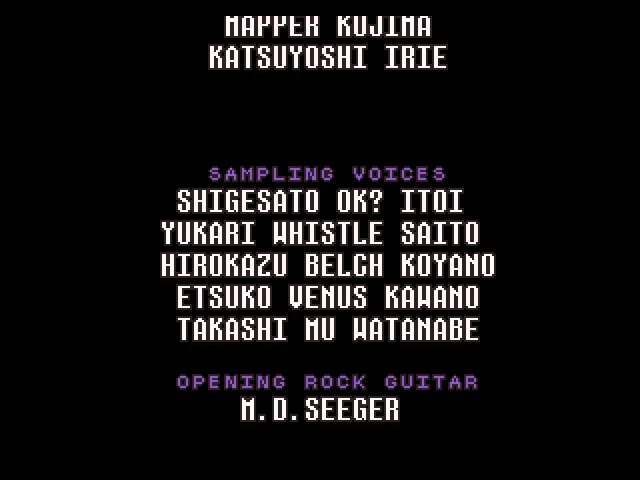 MAPPER KUJIMA
KATSUYOSHI IRIE
SAMPLING VOICES
SHIGESATO OK? ITOI
YUKARI WHISTLE SAITO
HIROKAZU BELCH KOYANO
ETSUKO VENUS KAWANO
TAKASHI MU WATANABE
OPENING ROCK GUITAR
M.D.SEEGER